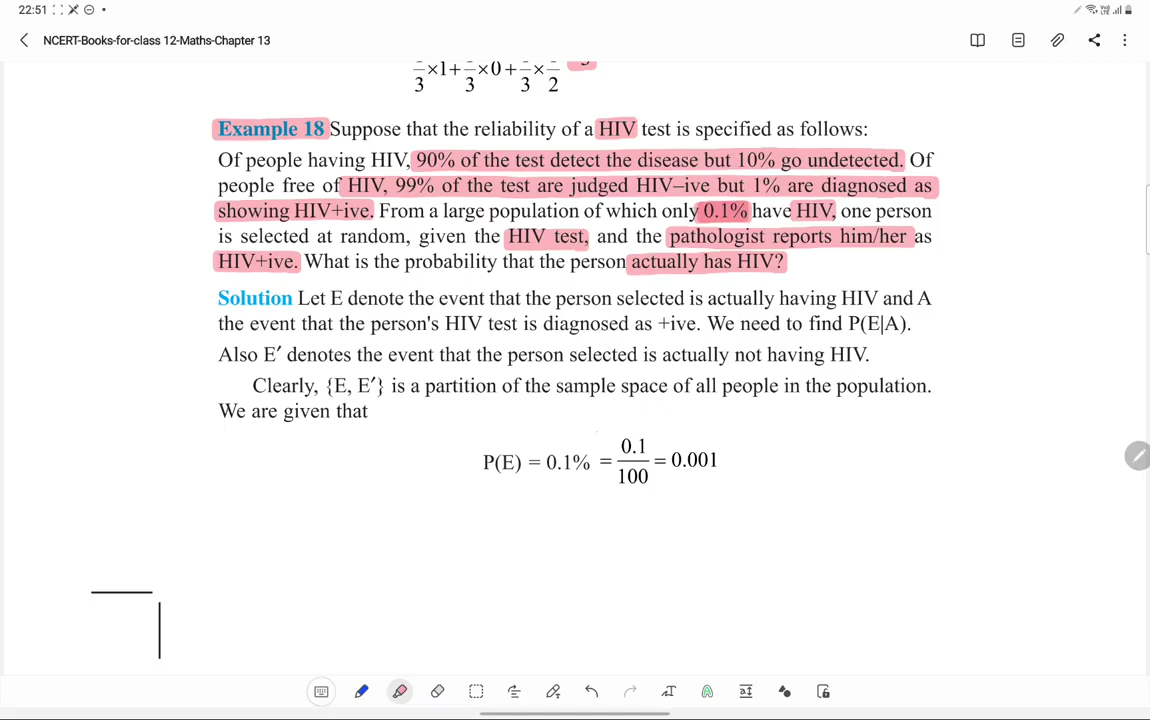 22:51
NCERT-Books-for-class 12-Maths-Chapter 13
3 ×1+ 3 ×0+ 3 × 2
Example 18 Suppose that the reliability of a HIV test is specified as follows:
Of people having HIV, 90% of the test detect the disease but 10% go undetected. Of
people free of HIV, 99% of the test are judged HIV–ive but 1% are diagnosed as
showing HIV+ive. From a large population of which only 0.1% have HIV, one person
is selected at random, given the HIV test, and the pathologist reports him/her as
HIV+ive. What is the probability that the person actually has HIV?
Solution Let E denote the event that the person selected is actually having HIV and A
the event that the person's HIV test is diagnosed as +ive. We need to find P(E|A).
Also E′ denotes the event that the person selected is actually not having HIV.
Clearly, {E, E′} is a partition of the sample space of all people in the population.
We are given that
P(E) = 0.1% = 0.1/100 = 0.001